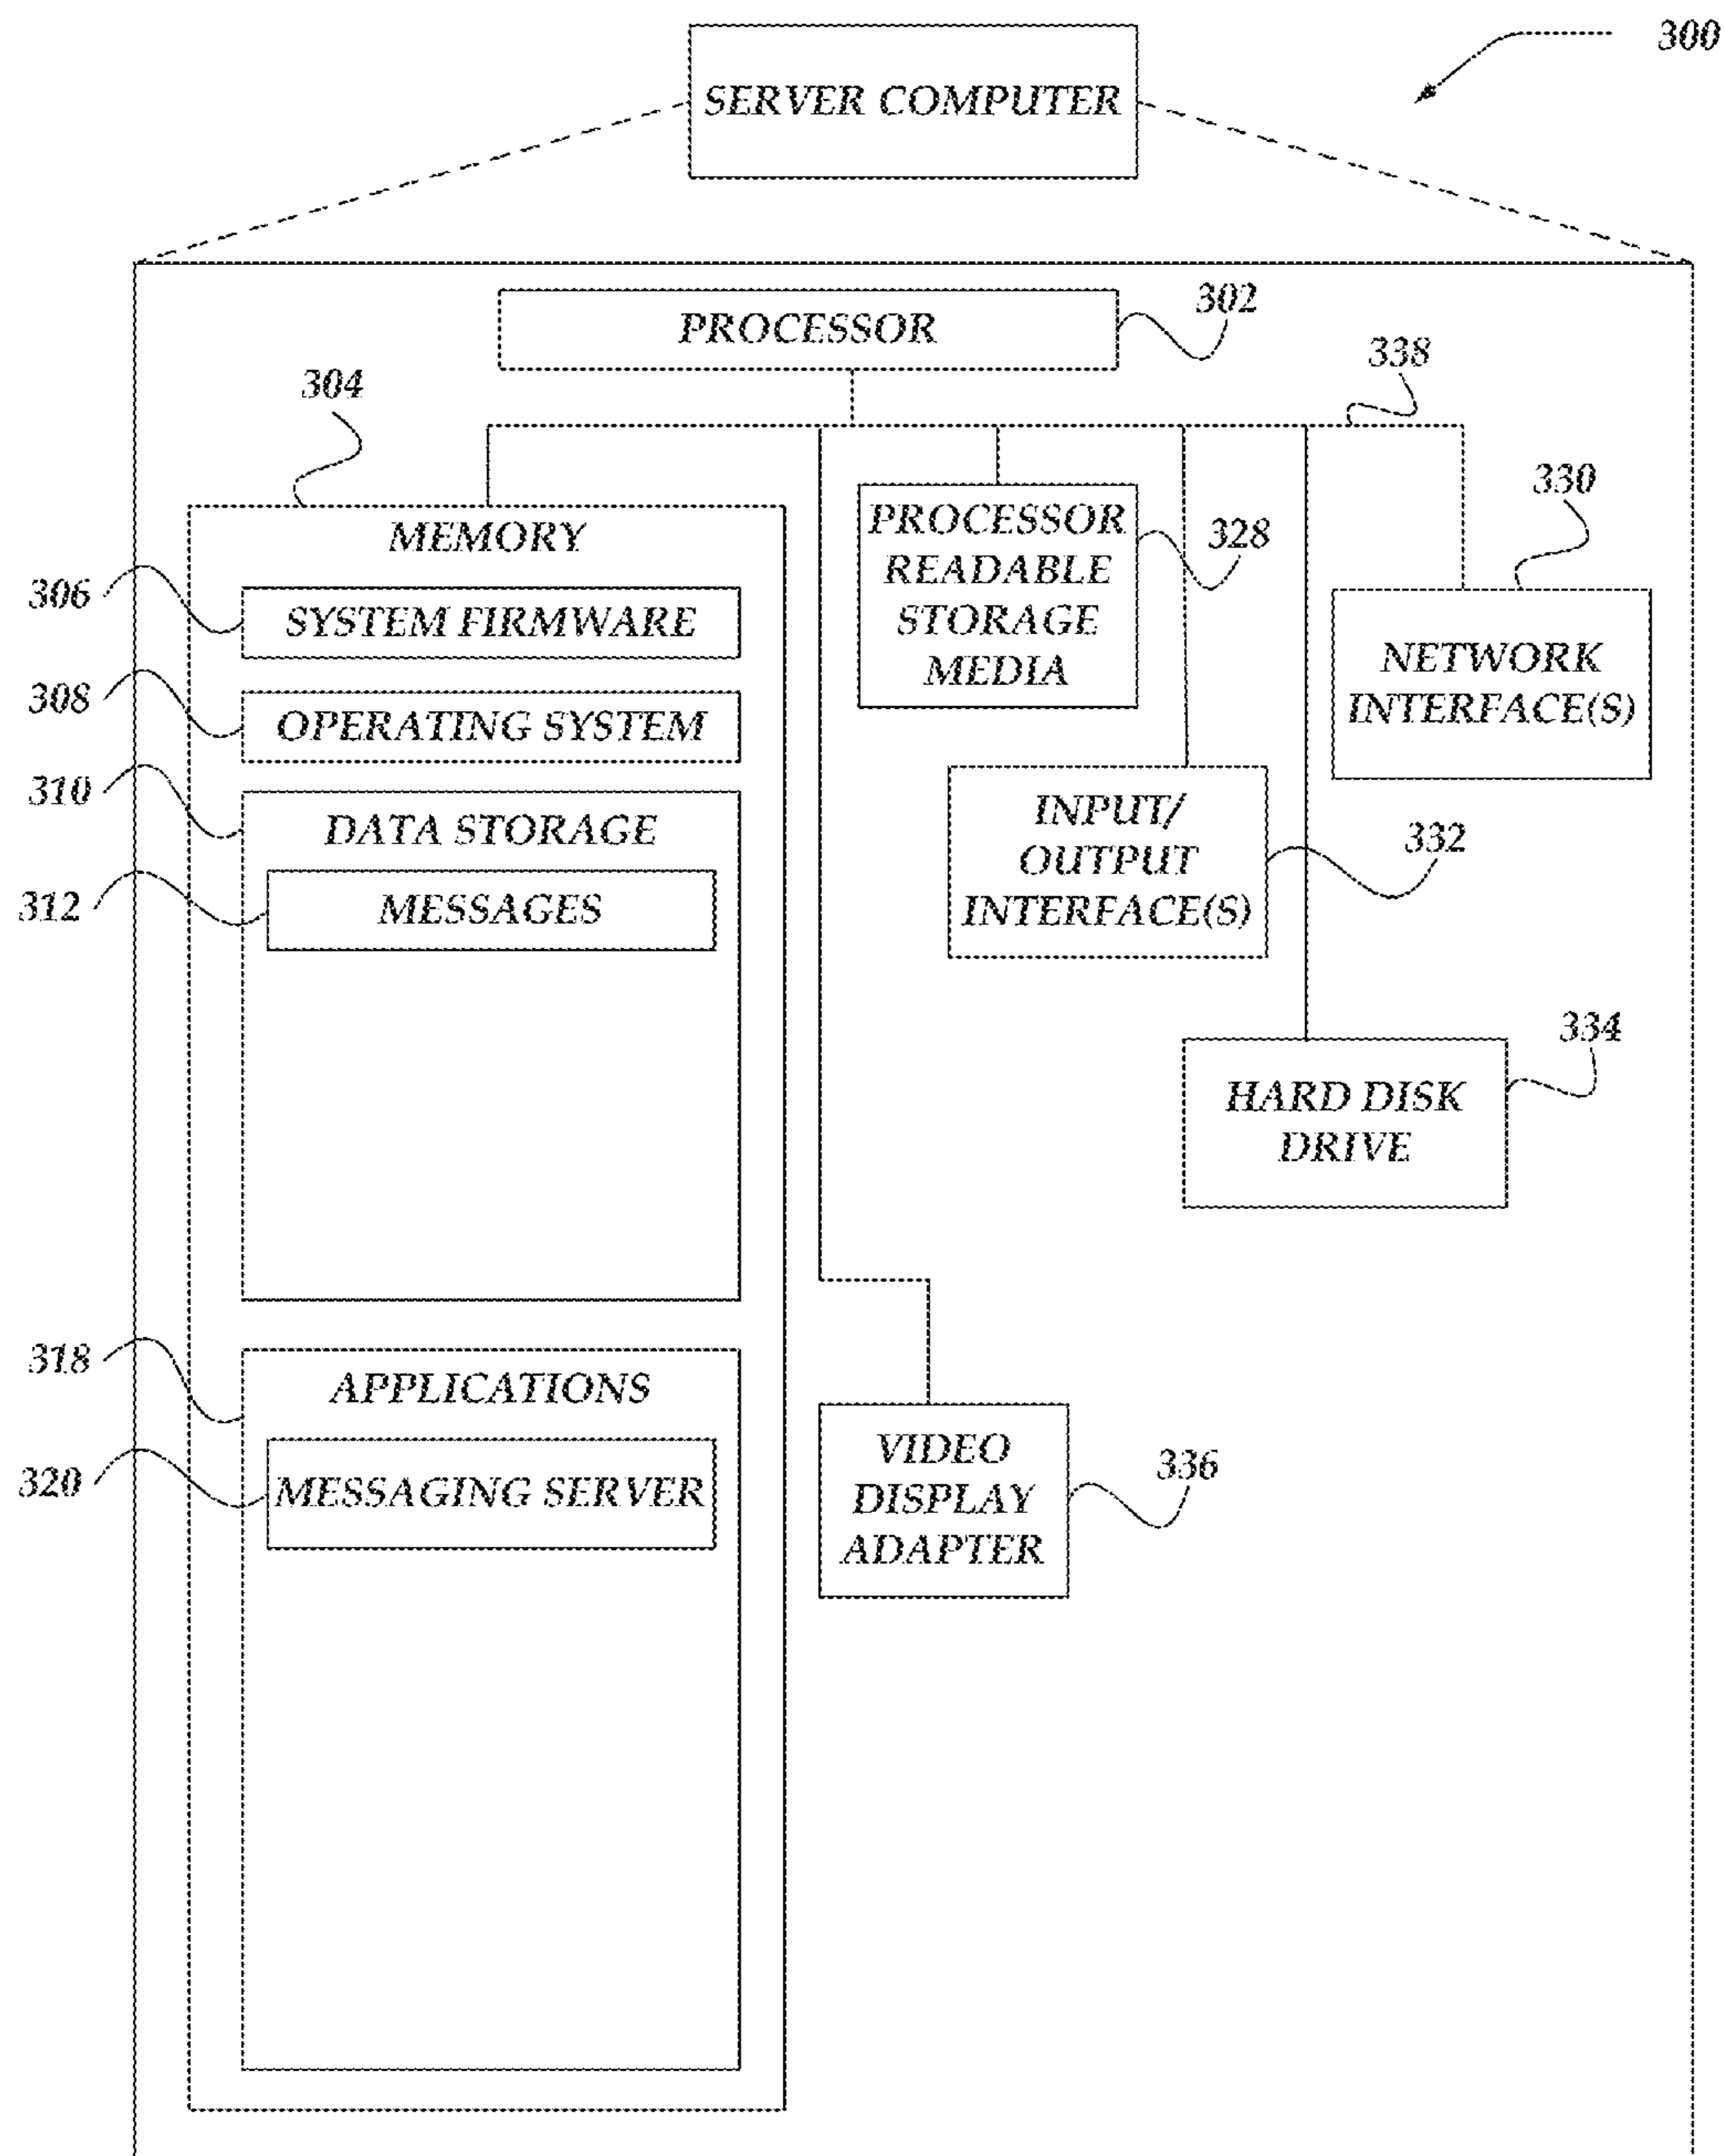 300
SERVER COMPUTER
PROCESSOR
302
338
304
MEMORY
306
SYSTEM FIRMWARE
308
OPERATING SYSTEM
310
DATA STORAGE
312
MESSAGES
318
APPLICATIONS
320
MESSAGING SERVER
PROCESSOR
READABLE
STORAGE
MEDIA
328
330
NETWORK
INTERFACE(S)
INPUT/
OUTPUT
INTERFACE(S)
332
334
HARD DISK
DRIVE
VIDEO
DISPLAY
ADAPTER
336